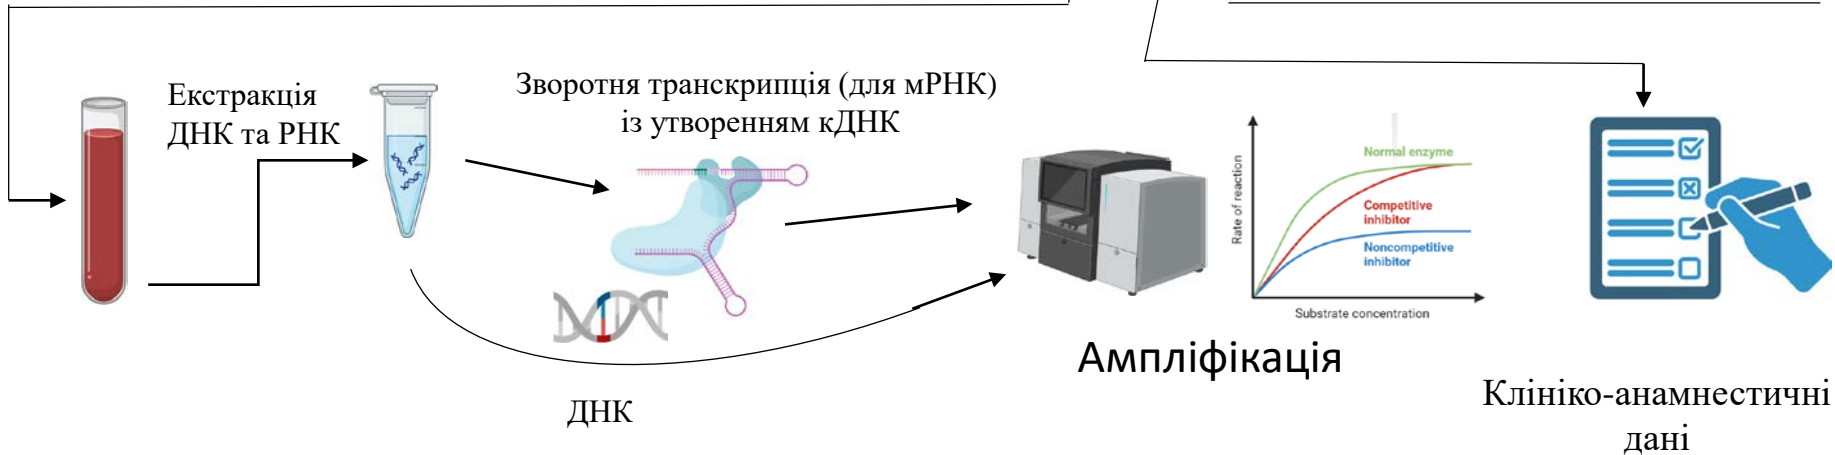 Екстракція
ДНК та РНК
Зворотня транскрипція (для мРНК)
із утворенням кДНК
ДНК
Rate of reaction
Normal enzyme
Competitive
inhibitor
Noncompetitive
inhibitor
Substrate concentration
Ампліфікація
Клініко-анамнестичні
дані